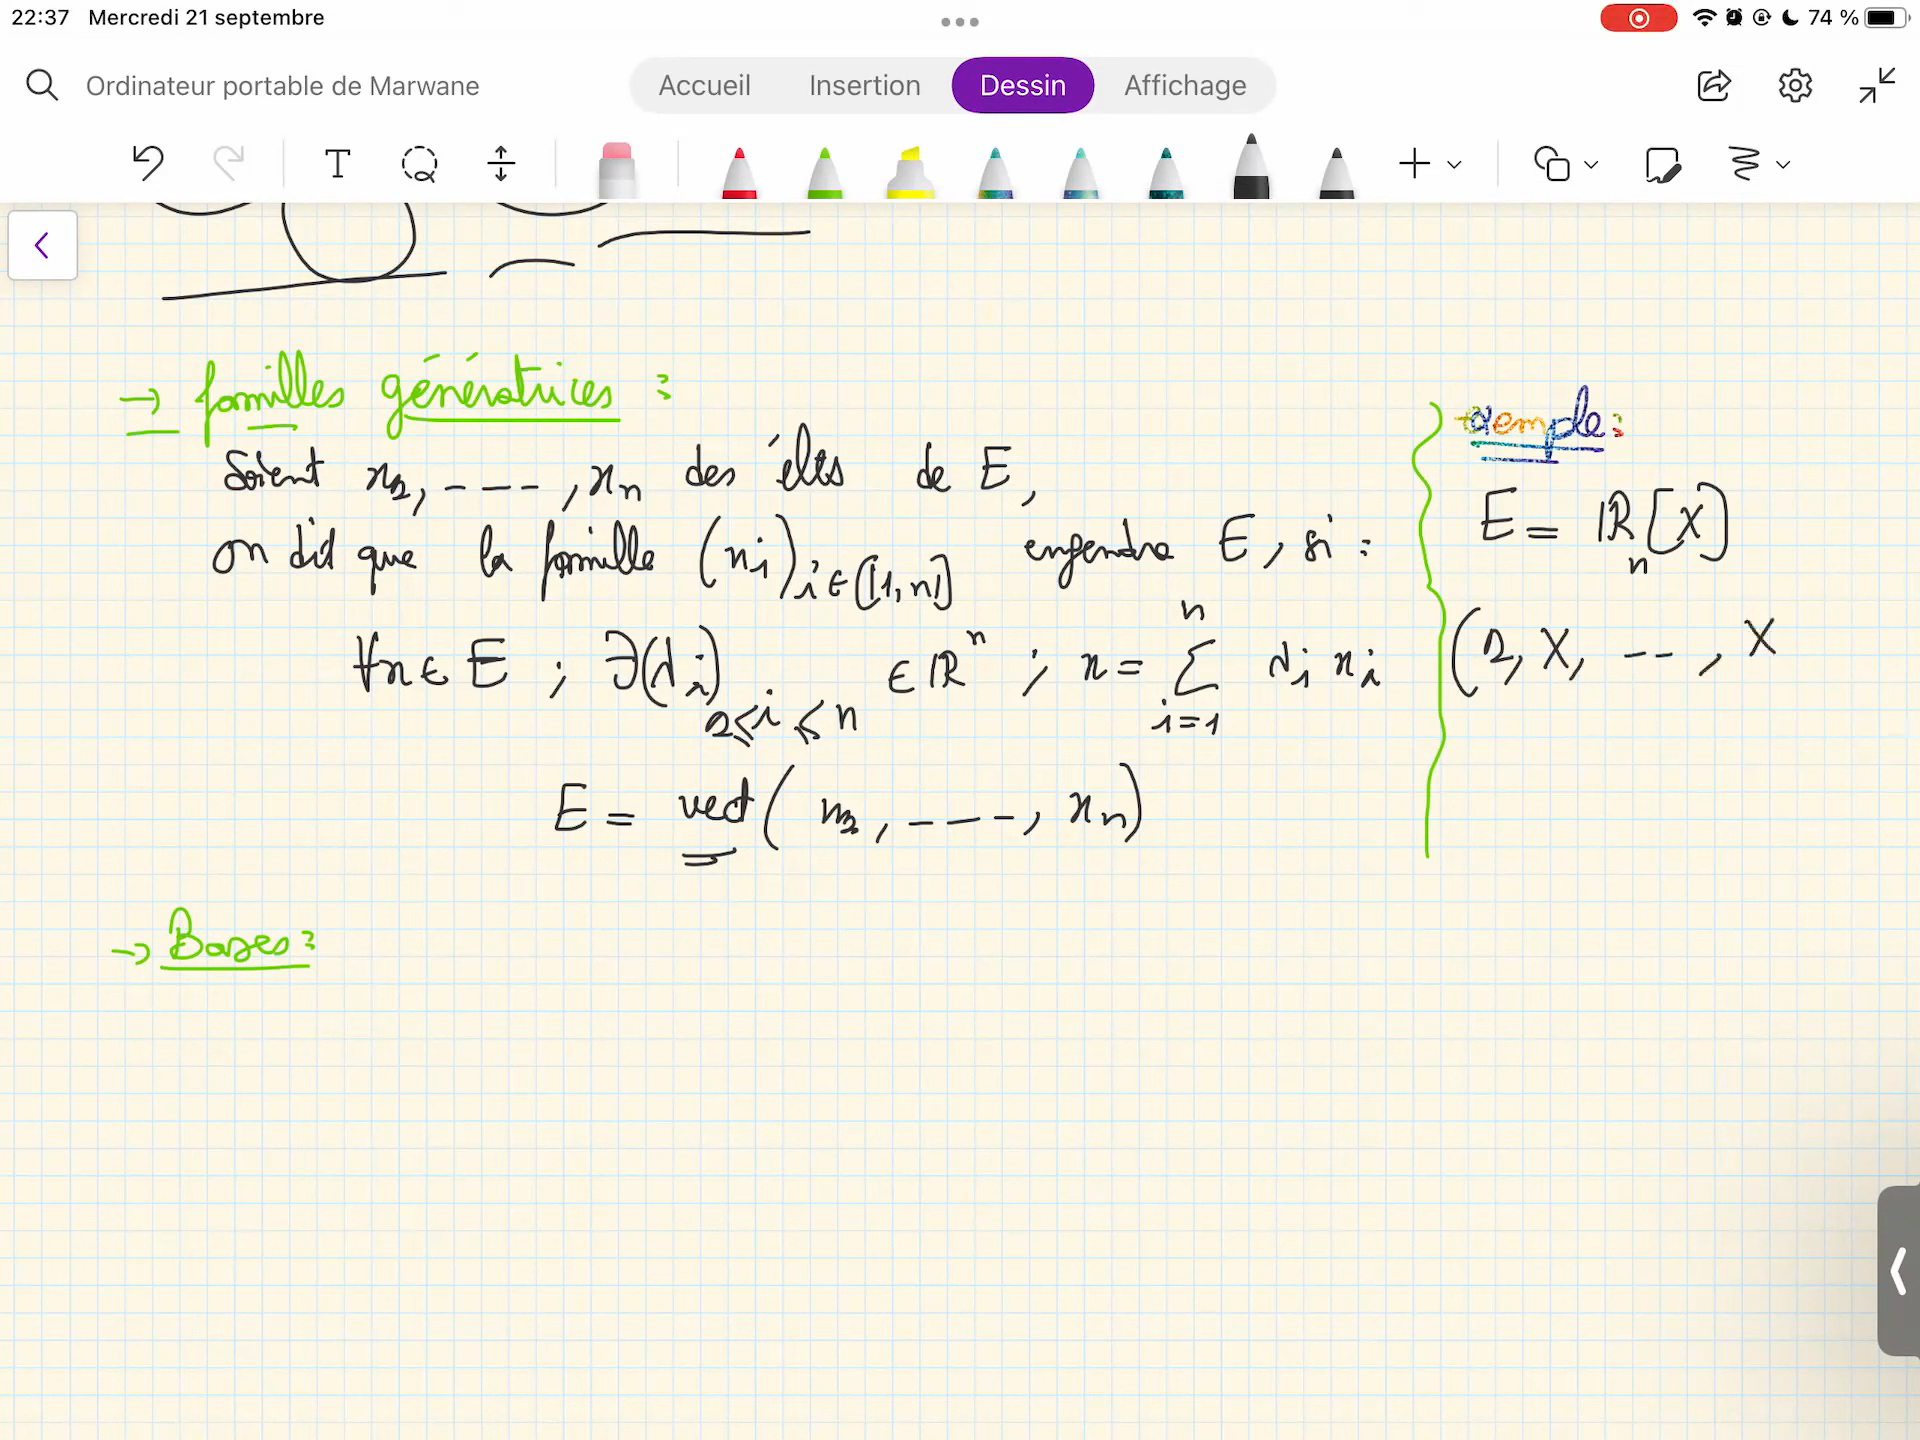 22:37 Mercredi 21 septembre
74 %
Ordinateur portable de Marwane
Accueil Insertion Dessin Affichage
T
→ familles génératrices :
Soient x₁, ----, xₙ des élts de E,
on dit que la famille (xᵢ)ᵢ∈[|1,n|] engendre E, si :
∀x∈ E ; ∃(λᵢ)₁≤ᵢ≤ₙ ∈ ℝⁿ ; x = ∑ᵢ₌₁ⁿ λᵢ xᵢ
E = vect( x₁, ----, xₙ)
exemple :
E = ℝₙ[X]
(1, X, --, X
→ Bases :